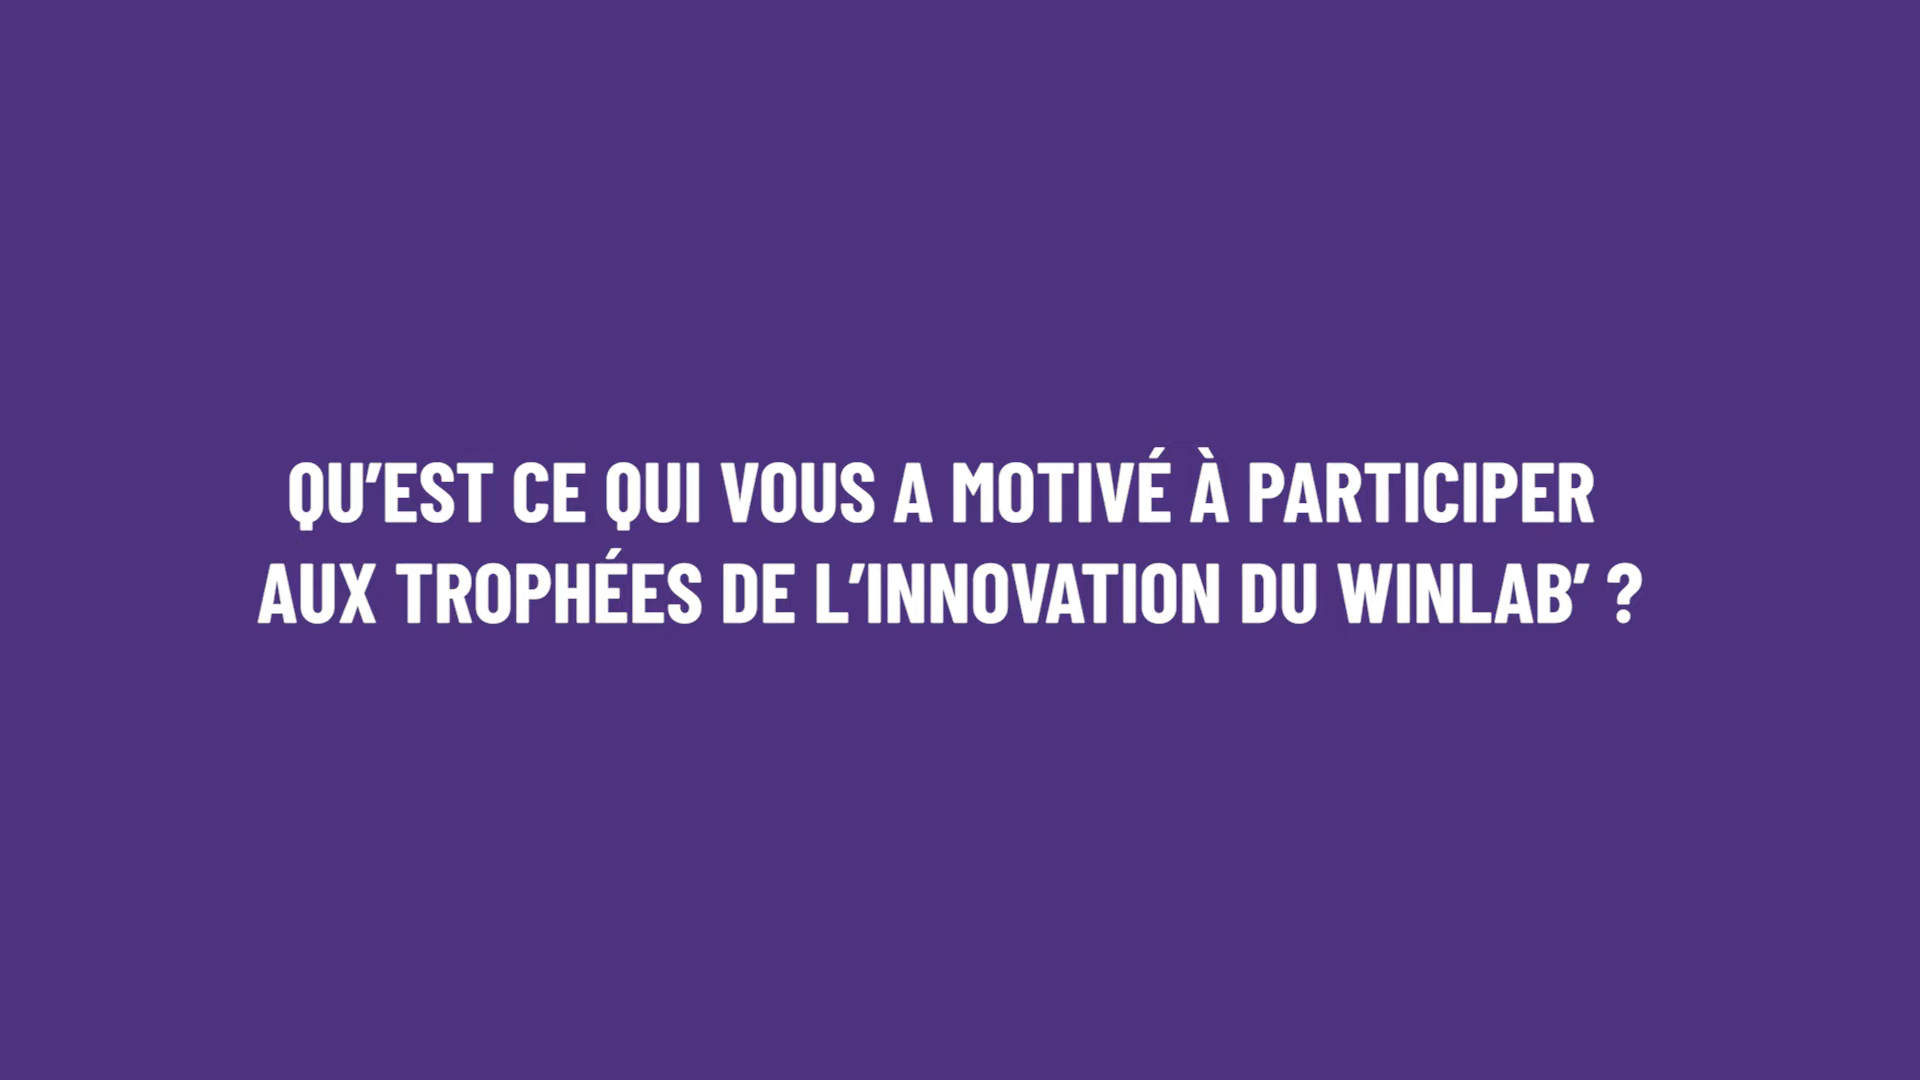 QU’EST CE QUI VOUS A MOTIVÉ À PARTICIPER
AUX TROPHÉES DE L’INNOVATION DU WINLAB’ ?